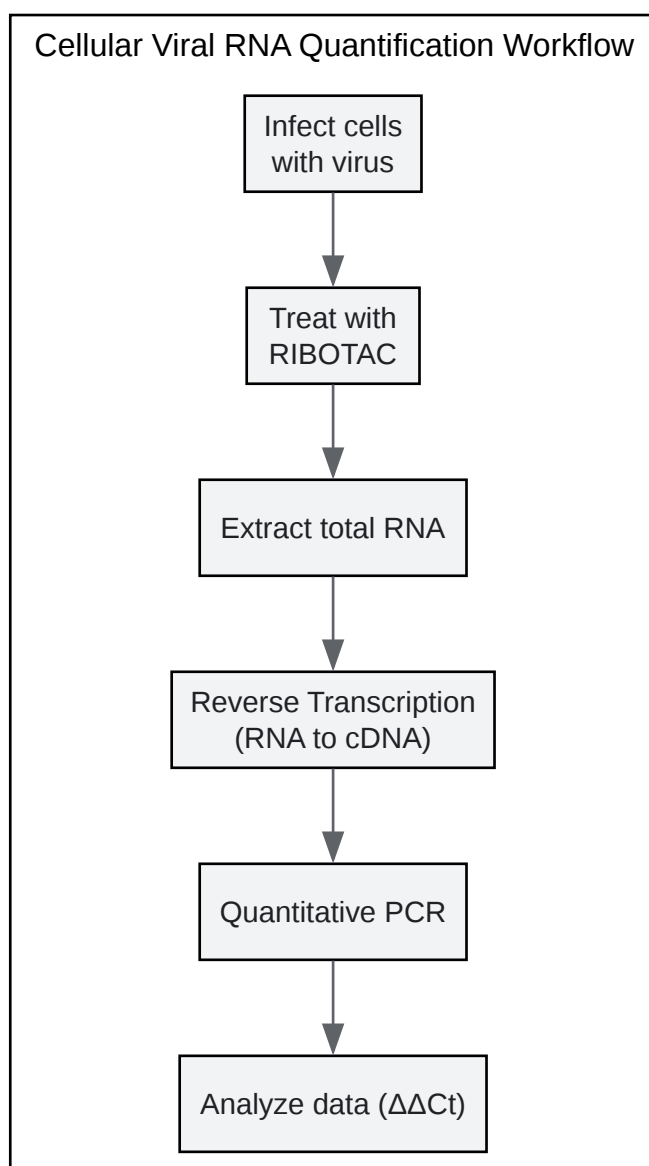 Cellular Viral RNA Quantification Workflow
Infect cells
with virus
Treat with
RIBOTAC
Extract total RNA
Reverse Transcription
(RNA to cDNA)
Quantitative PCR
Analyze data (ΔΔCt)